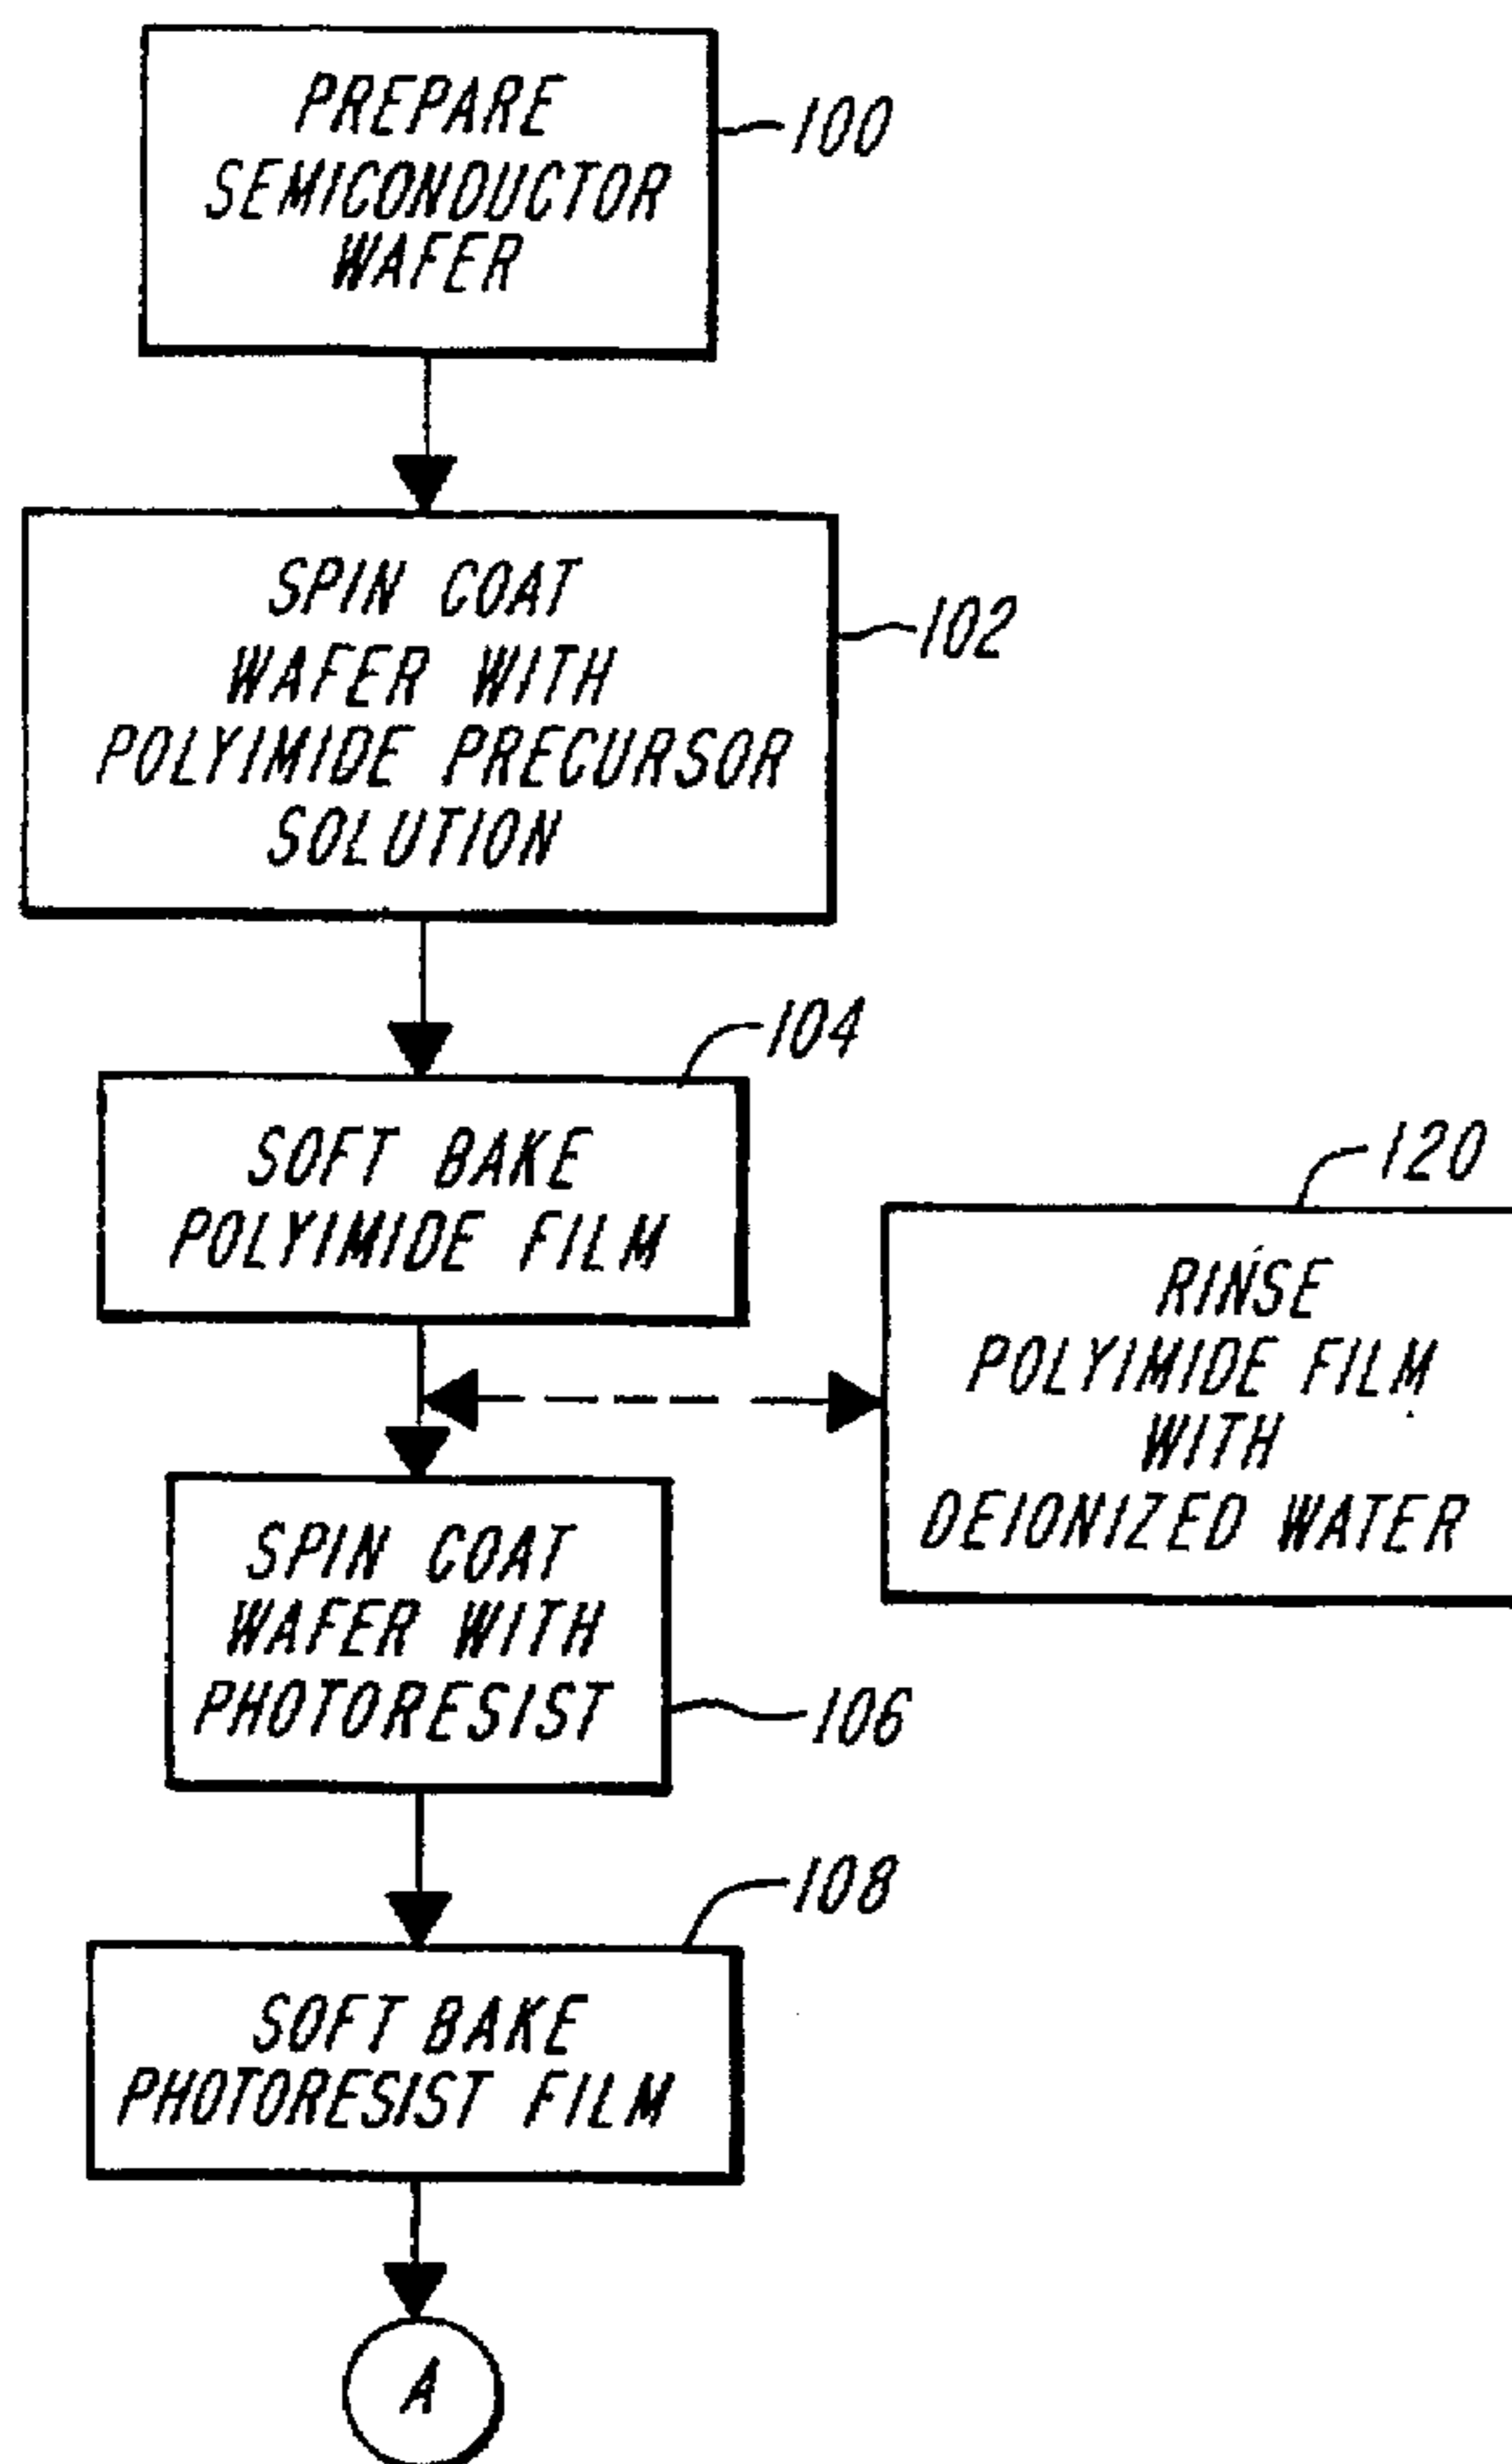 PREPARE
SEMICONDUCTOR
WAFER
100
SPIN COAT
WAFER WITH
POLYIMIDE PRECURSOR
SOLUTION
102
104
SOFT BAKE
POLYIMIDE FILM
120
RINSE
POLYIMIDE FILM
WITH
DEIONIZED WATER
SPIN COAT
WAFER WITH
PHOTORESIST
106
108
SOFT BAKE
PHOTORESIST FILM
A